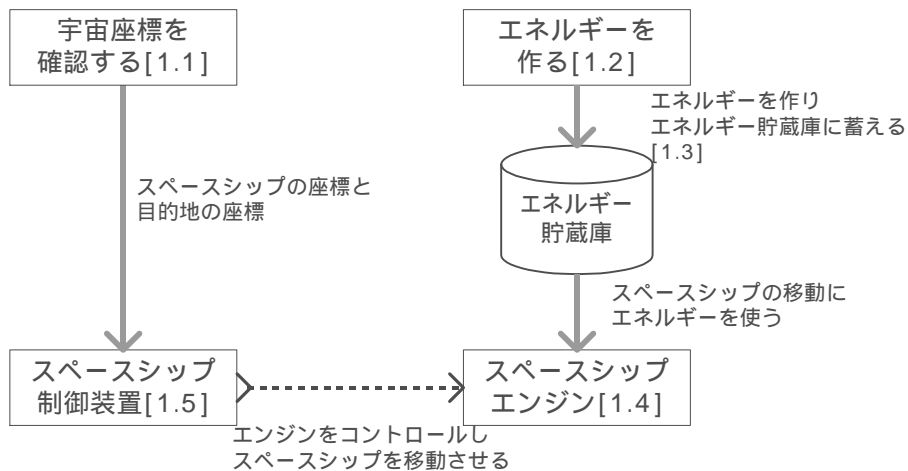 宇宙座標を
確認する[1.1]
エネルギーを
作る[1.2]
エネルギーを作り
エネルギー貯蔵庫に蓄える
[1.3]
スペースシップの座標と
目的地の座標
エネルギー
貯蔵庫
スペースシップの移動に
エネルギーを使う
スペースシップ
制御装置[1.5]
スペースシップ
エンジン[1.4]
エンジンをコントロールし
スペースシップを移動させる